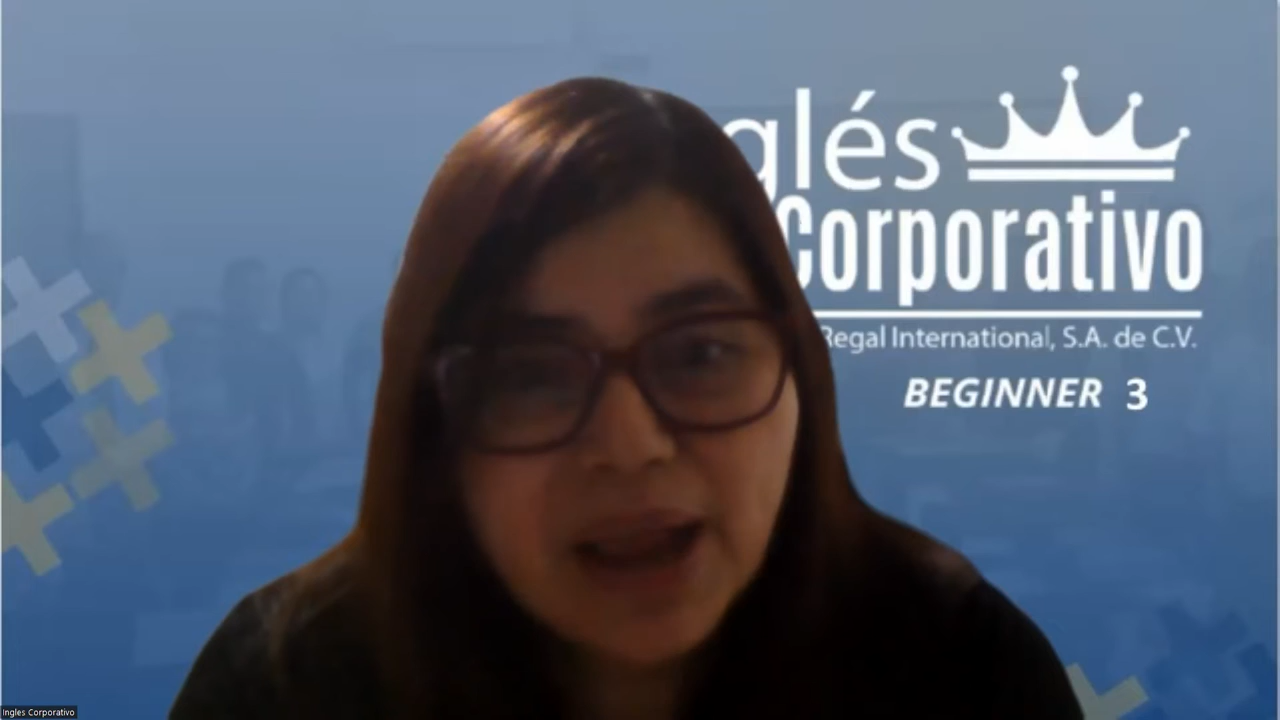 glés
Corporativo
Regal International, S.A. de C.V.
BEGINNER 3
Ingles Corporativo